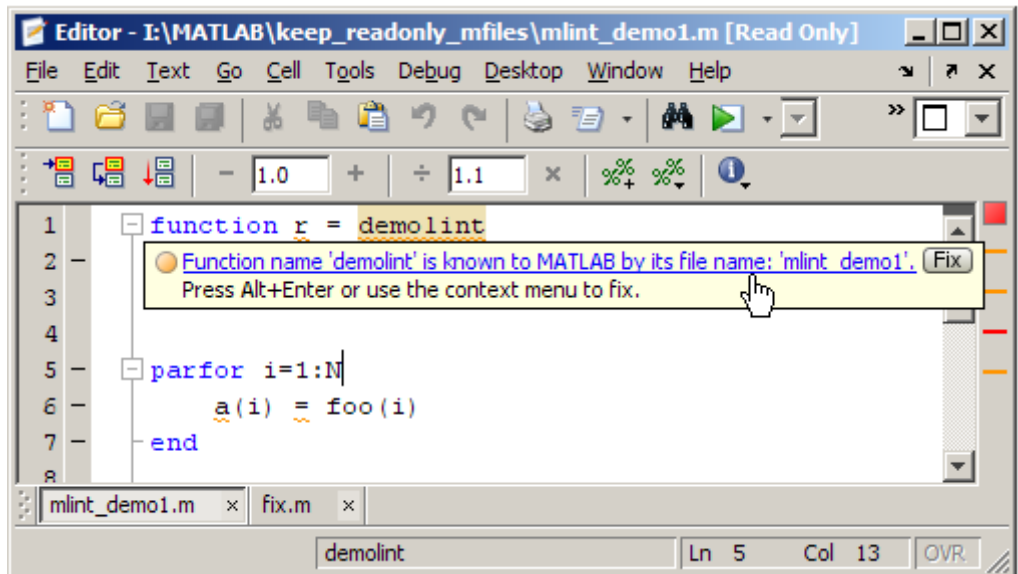 Editor - I:\MATLAB\keep_readonly_mfiles\mlint_demo1.m [Read Only]
File Edit Text Go Cell Tools Debug Desktop Window Help
1.0 1.1
1 function r = demolint
2 Function name 'demolint' is known to MATLAB by its file name: 'mlint_demo1'. Fix
3 Press Alt+Enter or use the context menu to fix.
4
5 parfor i=1:N
6 a(i) = foo(i)
7 end
8
mlint_demo1.m fix.m
demolint Ln 5 Col 13 OVR